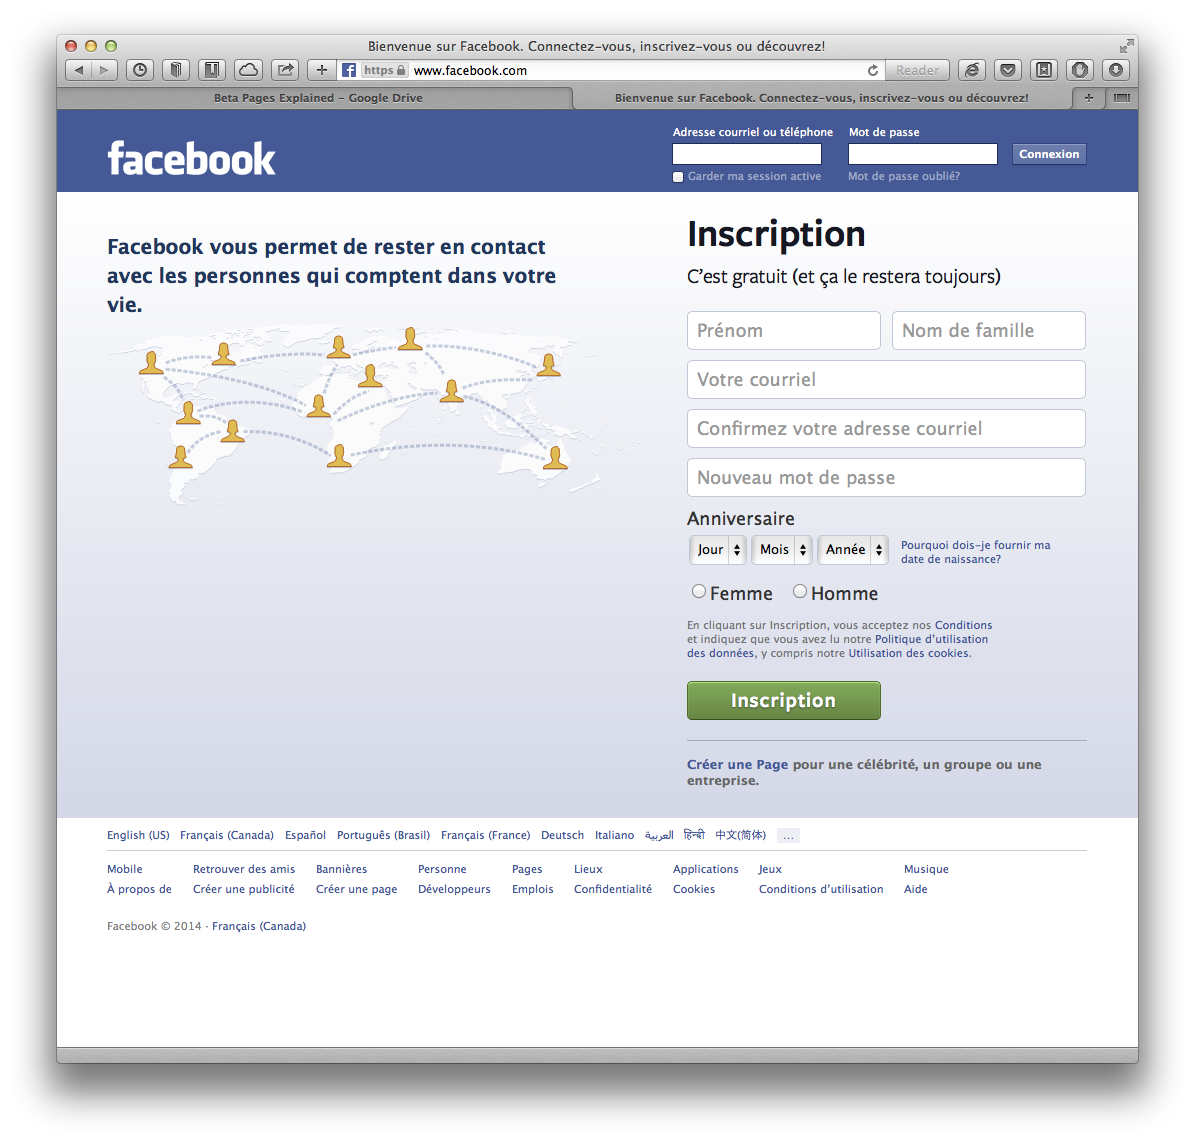 Bienvenue sur Facebook. Connectez-vous, inscrivez-vous ou découvrez!
https www.facebook.com Reader
Beta Pages Explained – Google Drive
Bienvenue sur Facebook. Connectez-vous, inscrivez-vous ou découvrez!
facebook
Adresse courriel ou téléphone Mot de passe
Connexion
Garder ma session active Mot de passe oublié?
Facebook vous permet de rester en contact
avec les personnes qui comptent dans votre
vie.
Inscription
C'est gratuit (et ça le restera toujours)
Prénom Nom de famille
Votre courriel
Confirmez votre adresse courriel
Nouveau mot de passe
Anniversaire
Jour Mois Année
Pourquoi dois-je fournir ma
date de naissance?
Femme Homme
En cliquant sur Inscription, vous acceptez nos Conditions
et indiquez que vous avez lu notre Politique d'utilisation
des données, y compris notre Utilisation des cookies.
Inscription
Créer une Page pour une célébrité, un groupe ou une
entreprise.
English (US) Français (Canada) Español Português (Brasil) Français (France) Deutsch Italiano العربية हिन्दी 中文(简体) ...
Mobile Retrouver des amis Bannières Personne Pages Lieux Applications Jeux Musique
À propos de Créer une publicité Créer une page Développeurs Emplois Confidentialité Cookies Conditions d'utilisation Aide
Facebook © 2014 · Français (Canada)